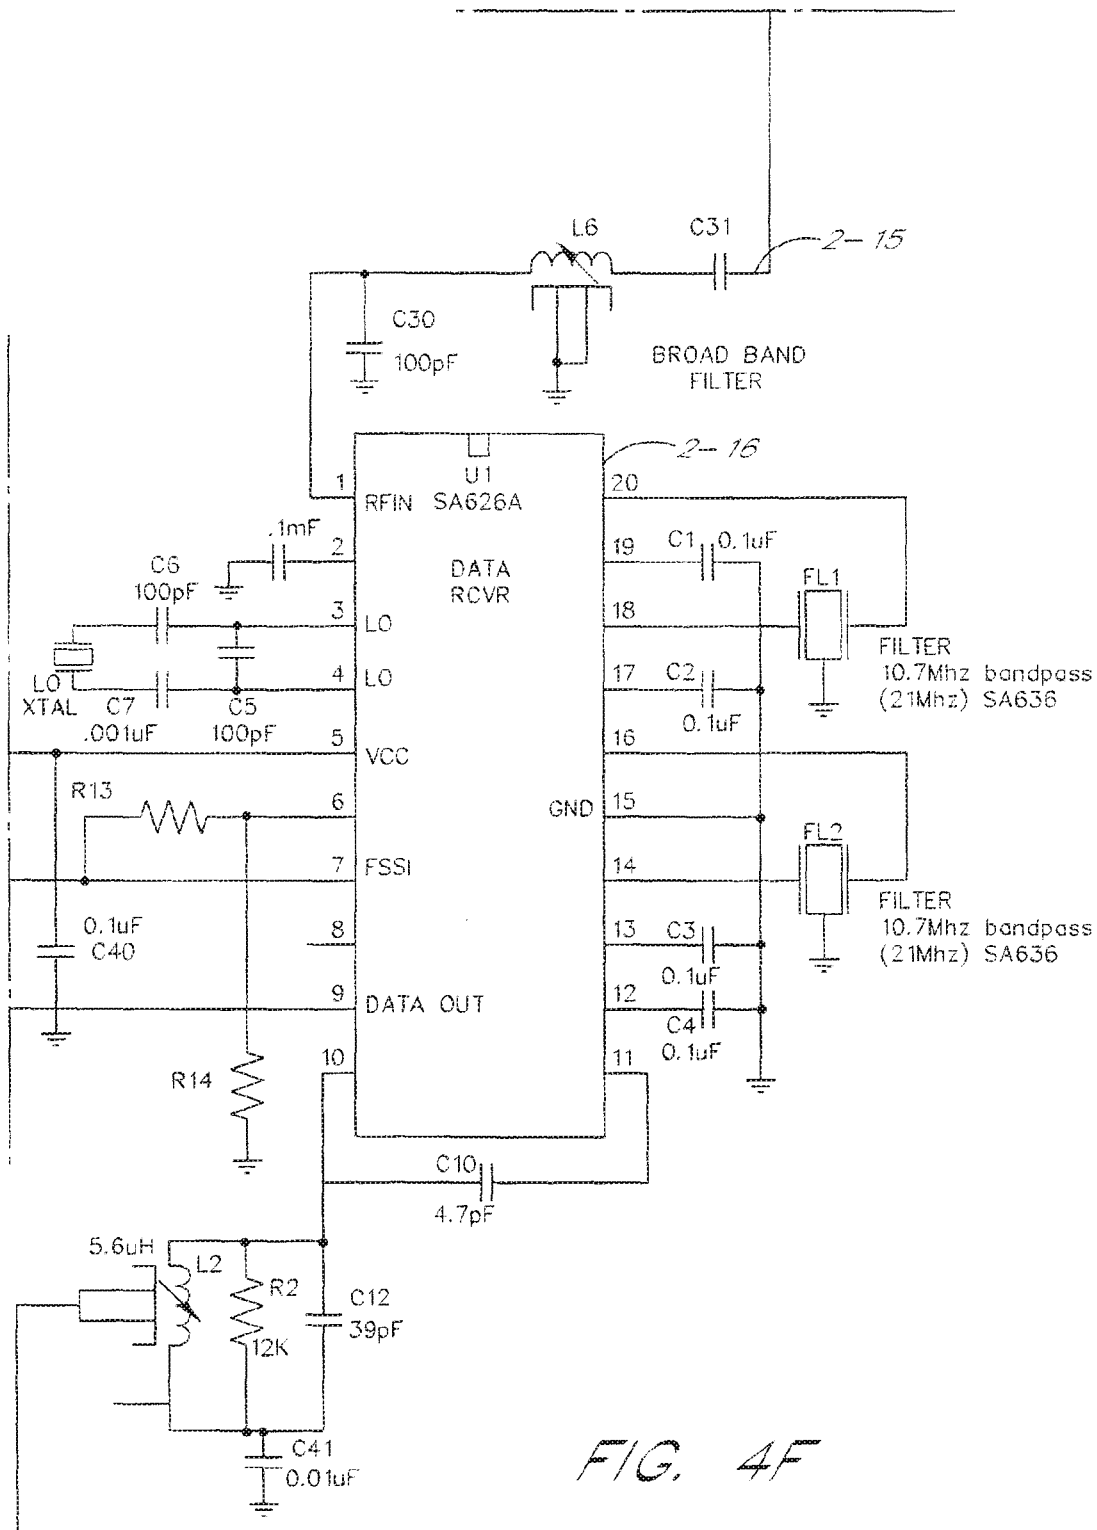 L6
C31
2-15
C30
100pF
BROAD BAND
FILTER
2-16
U1
SA626A
1
RFIN
20
.1mF
2
19
C1
0.1uF
C6
100pF
DATA
RCVR
FL1
3
LO
18
FILTER
10.7Mhz bandpass
(21Mhz) SA636
LO
XTAL
C7
.001uF
C5
100pF
4
LO
17
C2
0.1uF
5
VCC
16
R13
6
GND
15
FL2
7
FSSI
14
FILTER
10.7Mhz bandpass
(21Mhz) SA636
0.1uF
C40
8
13
C3
0.1uF
9
DATA OUT
12
C4
0.1uF
R14
10
11
C10
4.7pF
5.6uH
L2
R2
12K
C12
39pF
C41
0.01uF
FIG. 4F